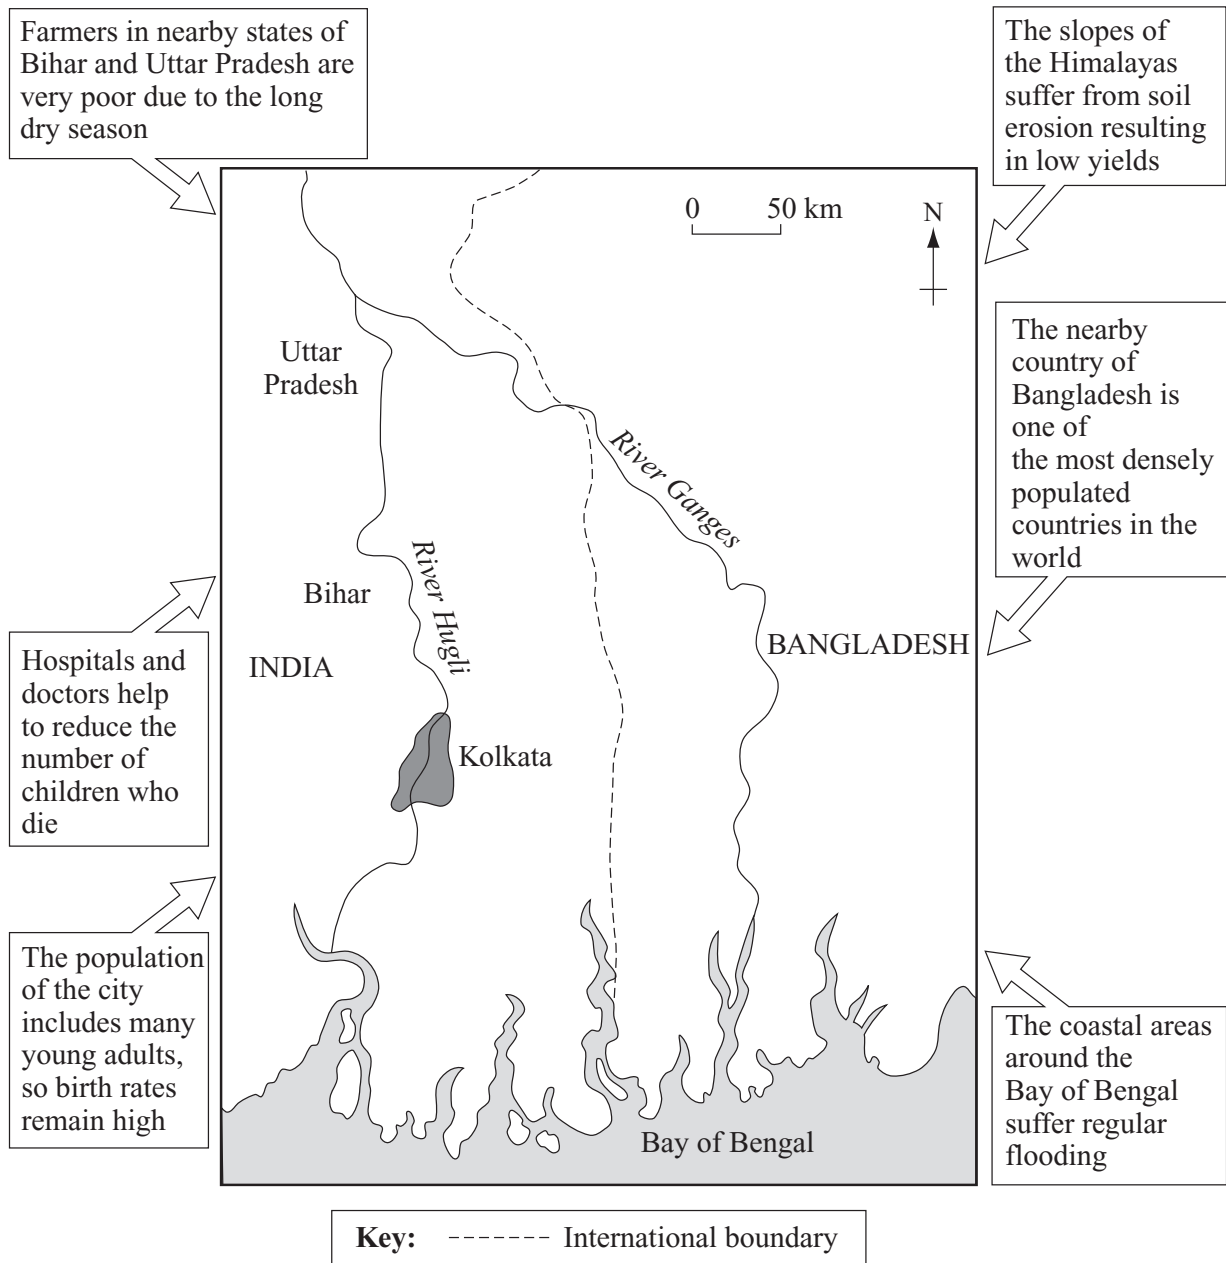 Farmers in nearby states of
Bihar and Uttar Pradesh are
very poor due to the long
dry season
The slopes of
the Himalayas
suffer from soil
erosion resulting
in low yields
0 50 km
N
The nearby
country of
Bangladesh is
one of
the most densely
populated
countries in the
world
Uttar
Pradesh
River Ganges
River Hugli
Bihar
INDIA
BANGLADESH
Hospitals and
doctors help
to reduce the
number of
children who
die
Kolkata
The population
of the city
includes many
young adults,
so birth rates
remain high
The coastal areas
around the
Bay of Bengal
suffer regular
flooding
Bay of Bengal
Key: International boundary